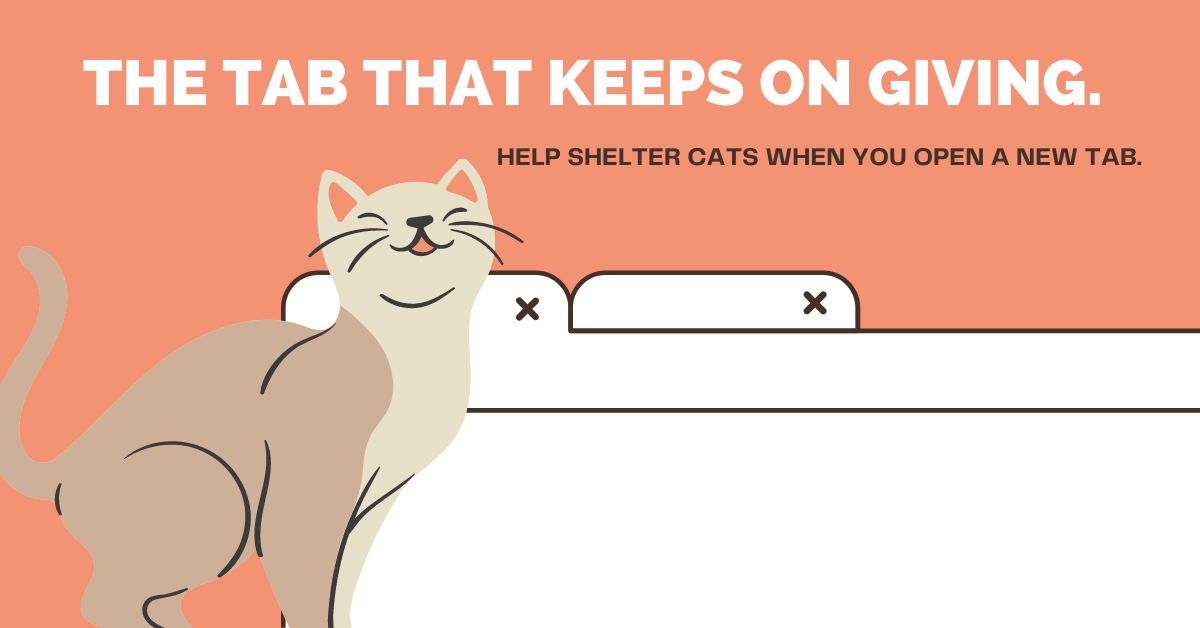 THE TAB THAT KEEPS ON GIVING.
HELP SHELTER CATS WHEN YOU OPEN A NEW TAB.